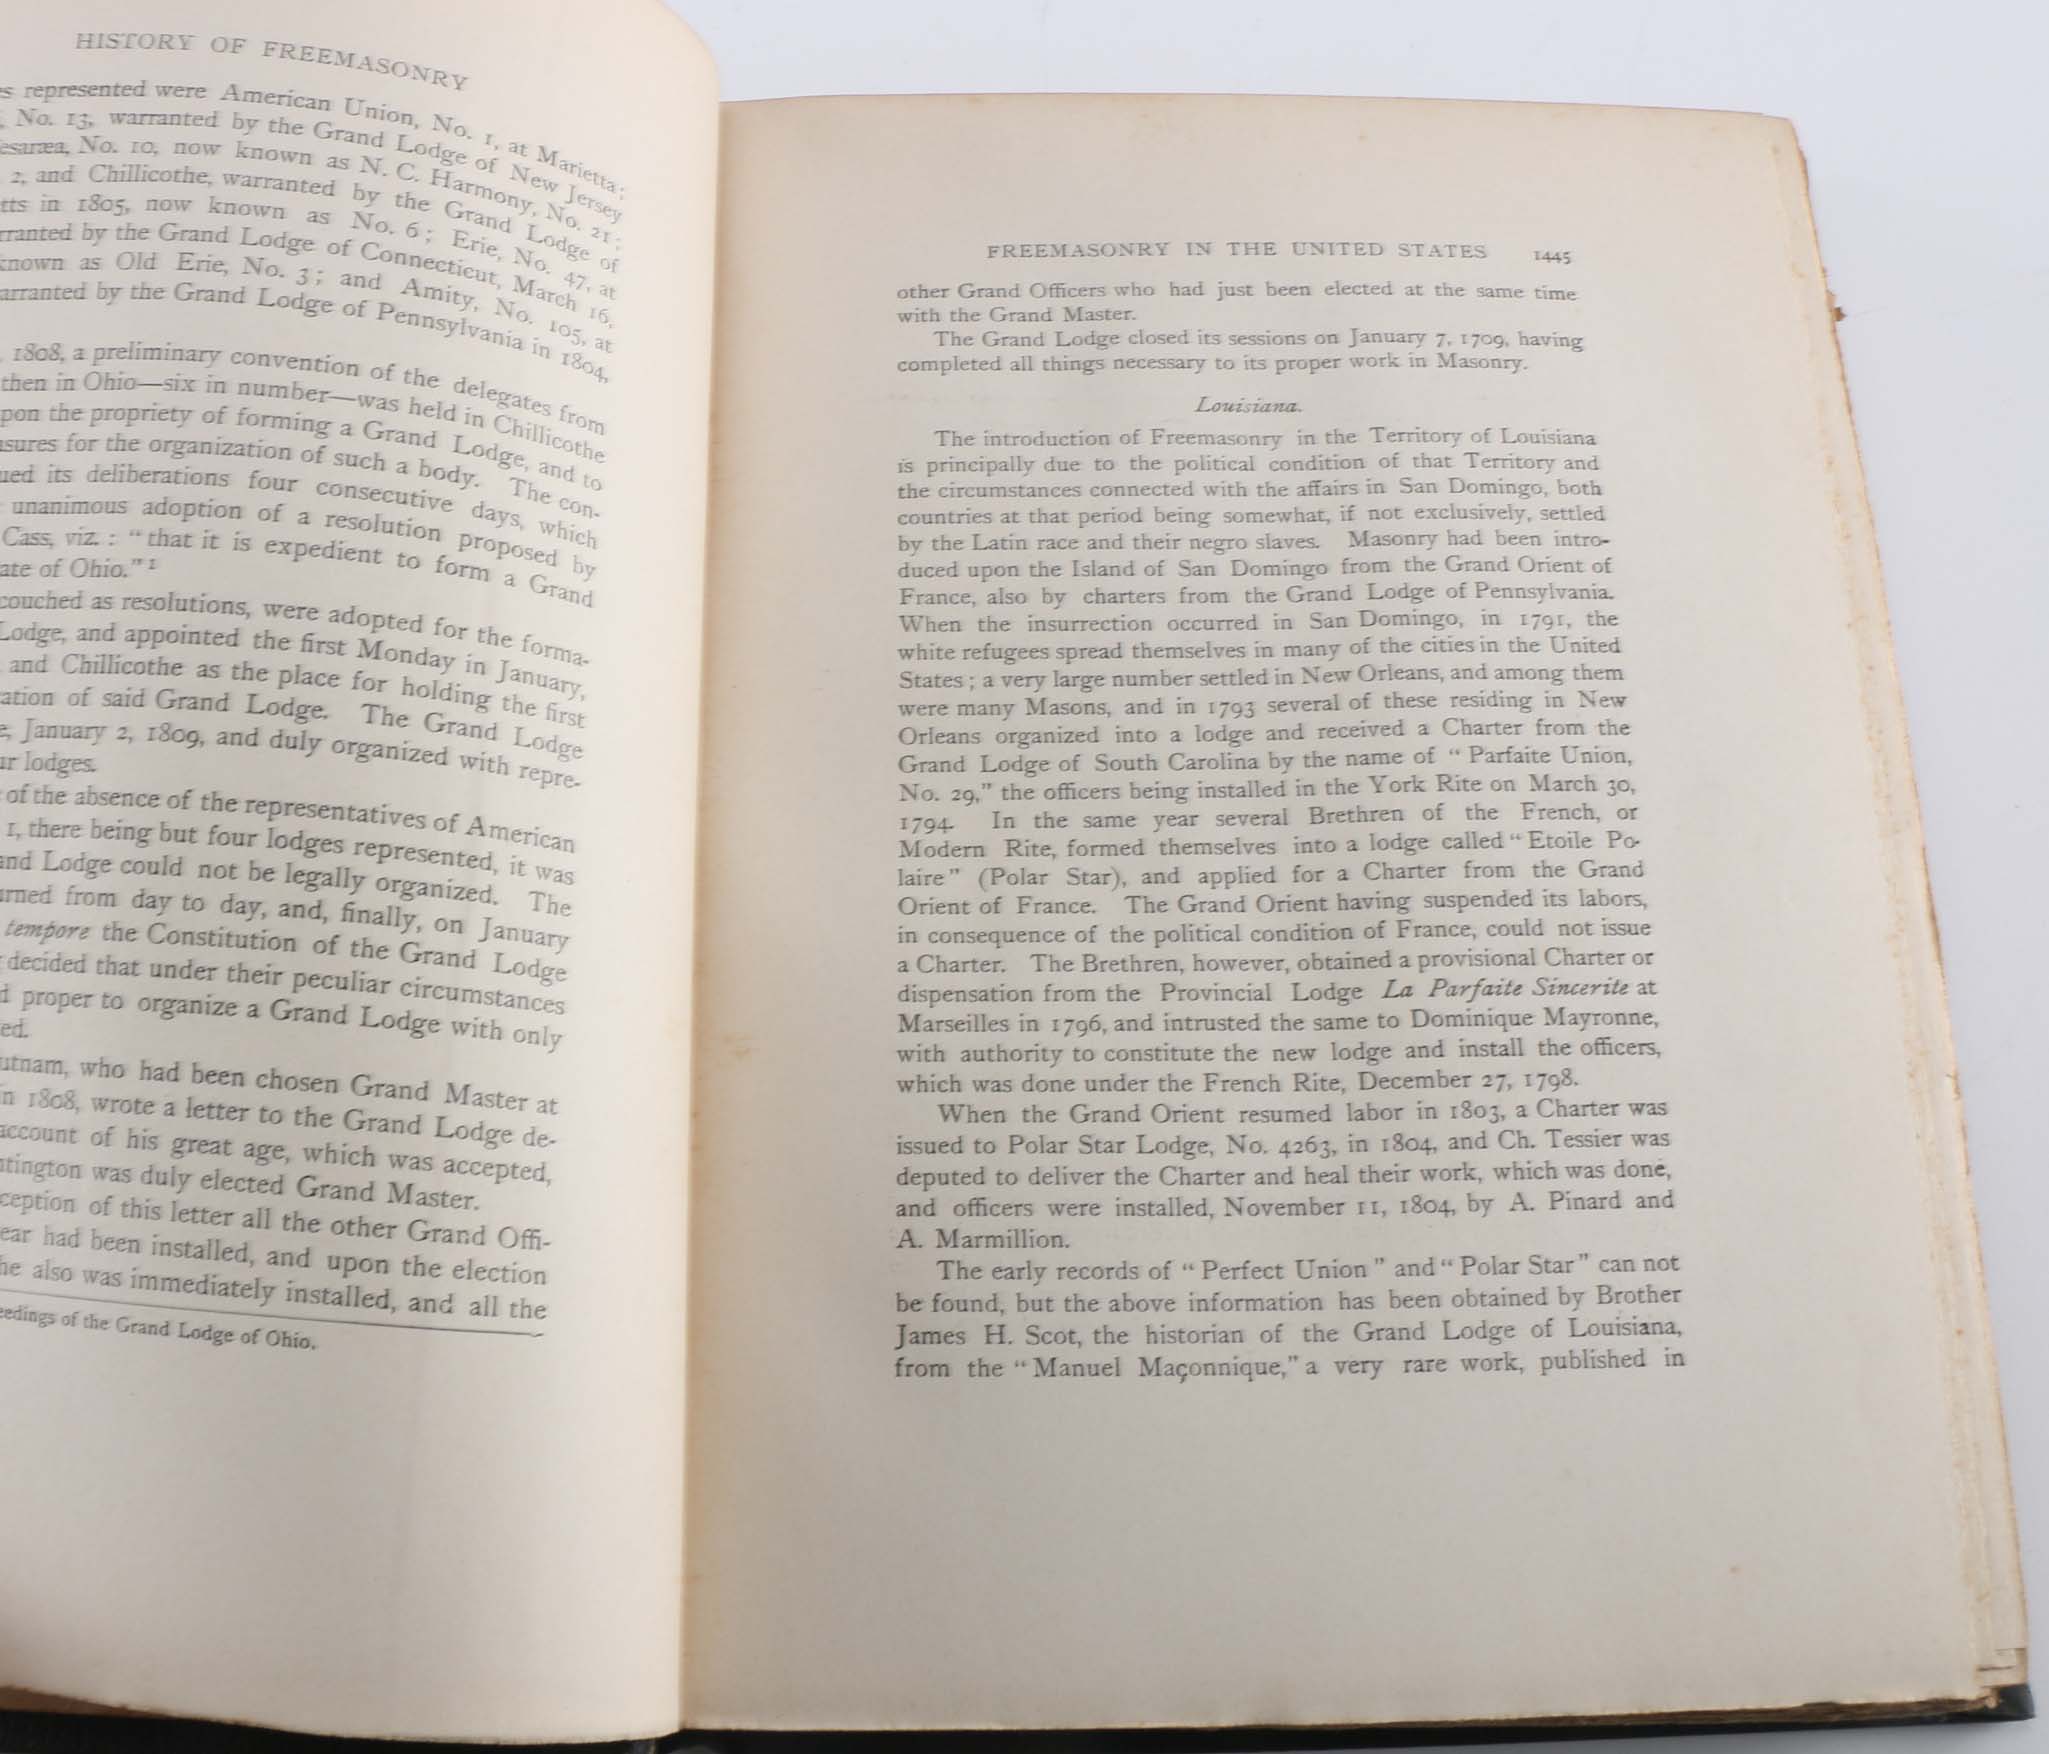 HISTORY OF FREEMASONRY
represented were American Union, No. 1, at Marietta;
No. 13, warranted by the Grand Lodge of New Jersey
No. 10, now known as N. C. Harmony, No. 21;
2, and Chillicothe, warranted by the Grand Lodge of
in 1805, now known as No. 6; Erie, No. 47, at
by the Grand Lodge of Connecticut, March 16,
as Old Erie, No. 3; and Amity, No. 105, at
by the Grand Lodge of Pennsylvania in 1804,
1808, a preliminary convention of the delegates from
then in Ohio—six in number—was held in Chillicothe
the propriety of forming a Grand Lodge, and to
for the organization of such a body. The con-
its deliberations four consecutive days, which
unanimous adoption of a resolution proposed by
Cass, viz.: "that it is expedient to form a Grand
of Ohio." 1
couched as resolutions, were adopted for the forma-
Lodge, and appointed the first Monday in January,
and Chillicothe as the place for holding the first
of said Grand Lodge. The Grand Lodge
January 2, 1809, and duly organized with repre-
lodges.
of the absence of the representatives of American
1, there being but four lodges represented, it was
Lodge could not be legally organized. The
from day to day, and, finally, on January
tempore the Constitution of the Grand Lodge
decided that under their peculiar circumstances
proper to organize a Grand Lodge with only
who had been chosen Grand Master at
1808, wrote a letter to the Grand Lodge de-
account of his great age, which was accepted,
was duly elected Grand Master.
of this letter all the other Grand Offi-
had been installed, and upon the election
he also was immediately installed, and all the
of the Grand Lodge of Ohio.
FREEMASONRY IN THE UNITED STATES 1445
other Grand Officers who had just been elected at the same time
with the Grand Master.
The Grand Lodge closed its sessions on January 7, 1709, having
completed all things necessary to its proper work in Masonry.
Louisiana.
The introduction of Freemasonry in the Territory of Louisiana
is principally due to the political condition of that Territory and
the circumstances connected with the affairs in San Domingo, both
countries at that period being somewhat, if not exclusively, settled
by the Latin race and their negro slaves. Masonry had been intro-
duced upon the Island of San Domingo from the Grand Orient of
France, also by charters from the Grand Lodge of Pennsylvania.
When the insurrection occurred in San Domingo, in 1791, the
white refugees spread themselves in many of the cities in the United
States; a very large number settled in New Orleans, and among them
were many Masons, and in 1793 several of these residing in New
Orleans organized into a lodge and received a Charter from the
Grand Lodge of South Carolina by the name of "Parfaite Union,
No. 29," the officers being installed in the York Rite on March 30,
1794. In the same year several Brethren of the French, or
Modern Rite, formed themselves into a lodge called "Etoile Po-
laire" (Polar Star), and applied for a Charter from the Grand
Orient of France. The Grand Orient having suspended its labors,
in consequence of the political condition of France, could not issue
a Charter. The Brethren, however, obtained a provisional Charter or
dispensation from the Provincial Lodge La Parfaite Sincerite at
Marseilles in 1796, and intrusted the same to Dominique Mayronne,
with authority to constitute the new lodge and install the officers,
which was done under the French Rite, December 27, 1798.
When the Grand Orient resumed labor in 1803, a Charter was
issued to Polar Star Lodge, No. 4263, in 1804, and Ch. Tessier was
deputed to deliver the Charter and heal their work, which was done,
and officers were installed, November 11, 1804, by A. Pinard and
A. Marmillion.
The early records of "Perfect Union" and "Polar Star" can not
be found, but the above information has been obtained by Brother
James H. Scot, the historian of the Grand Lodge of Louisiana,
from the "Manuel Maçonnique," a very rare work, published in